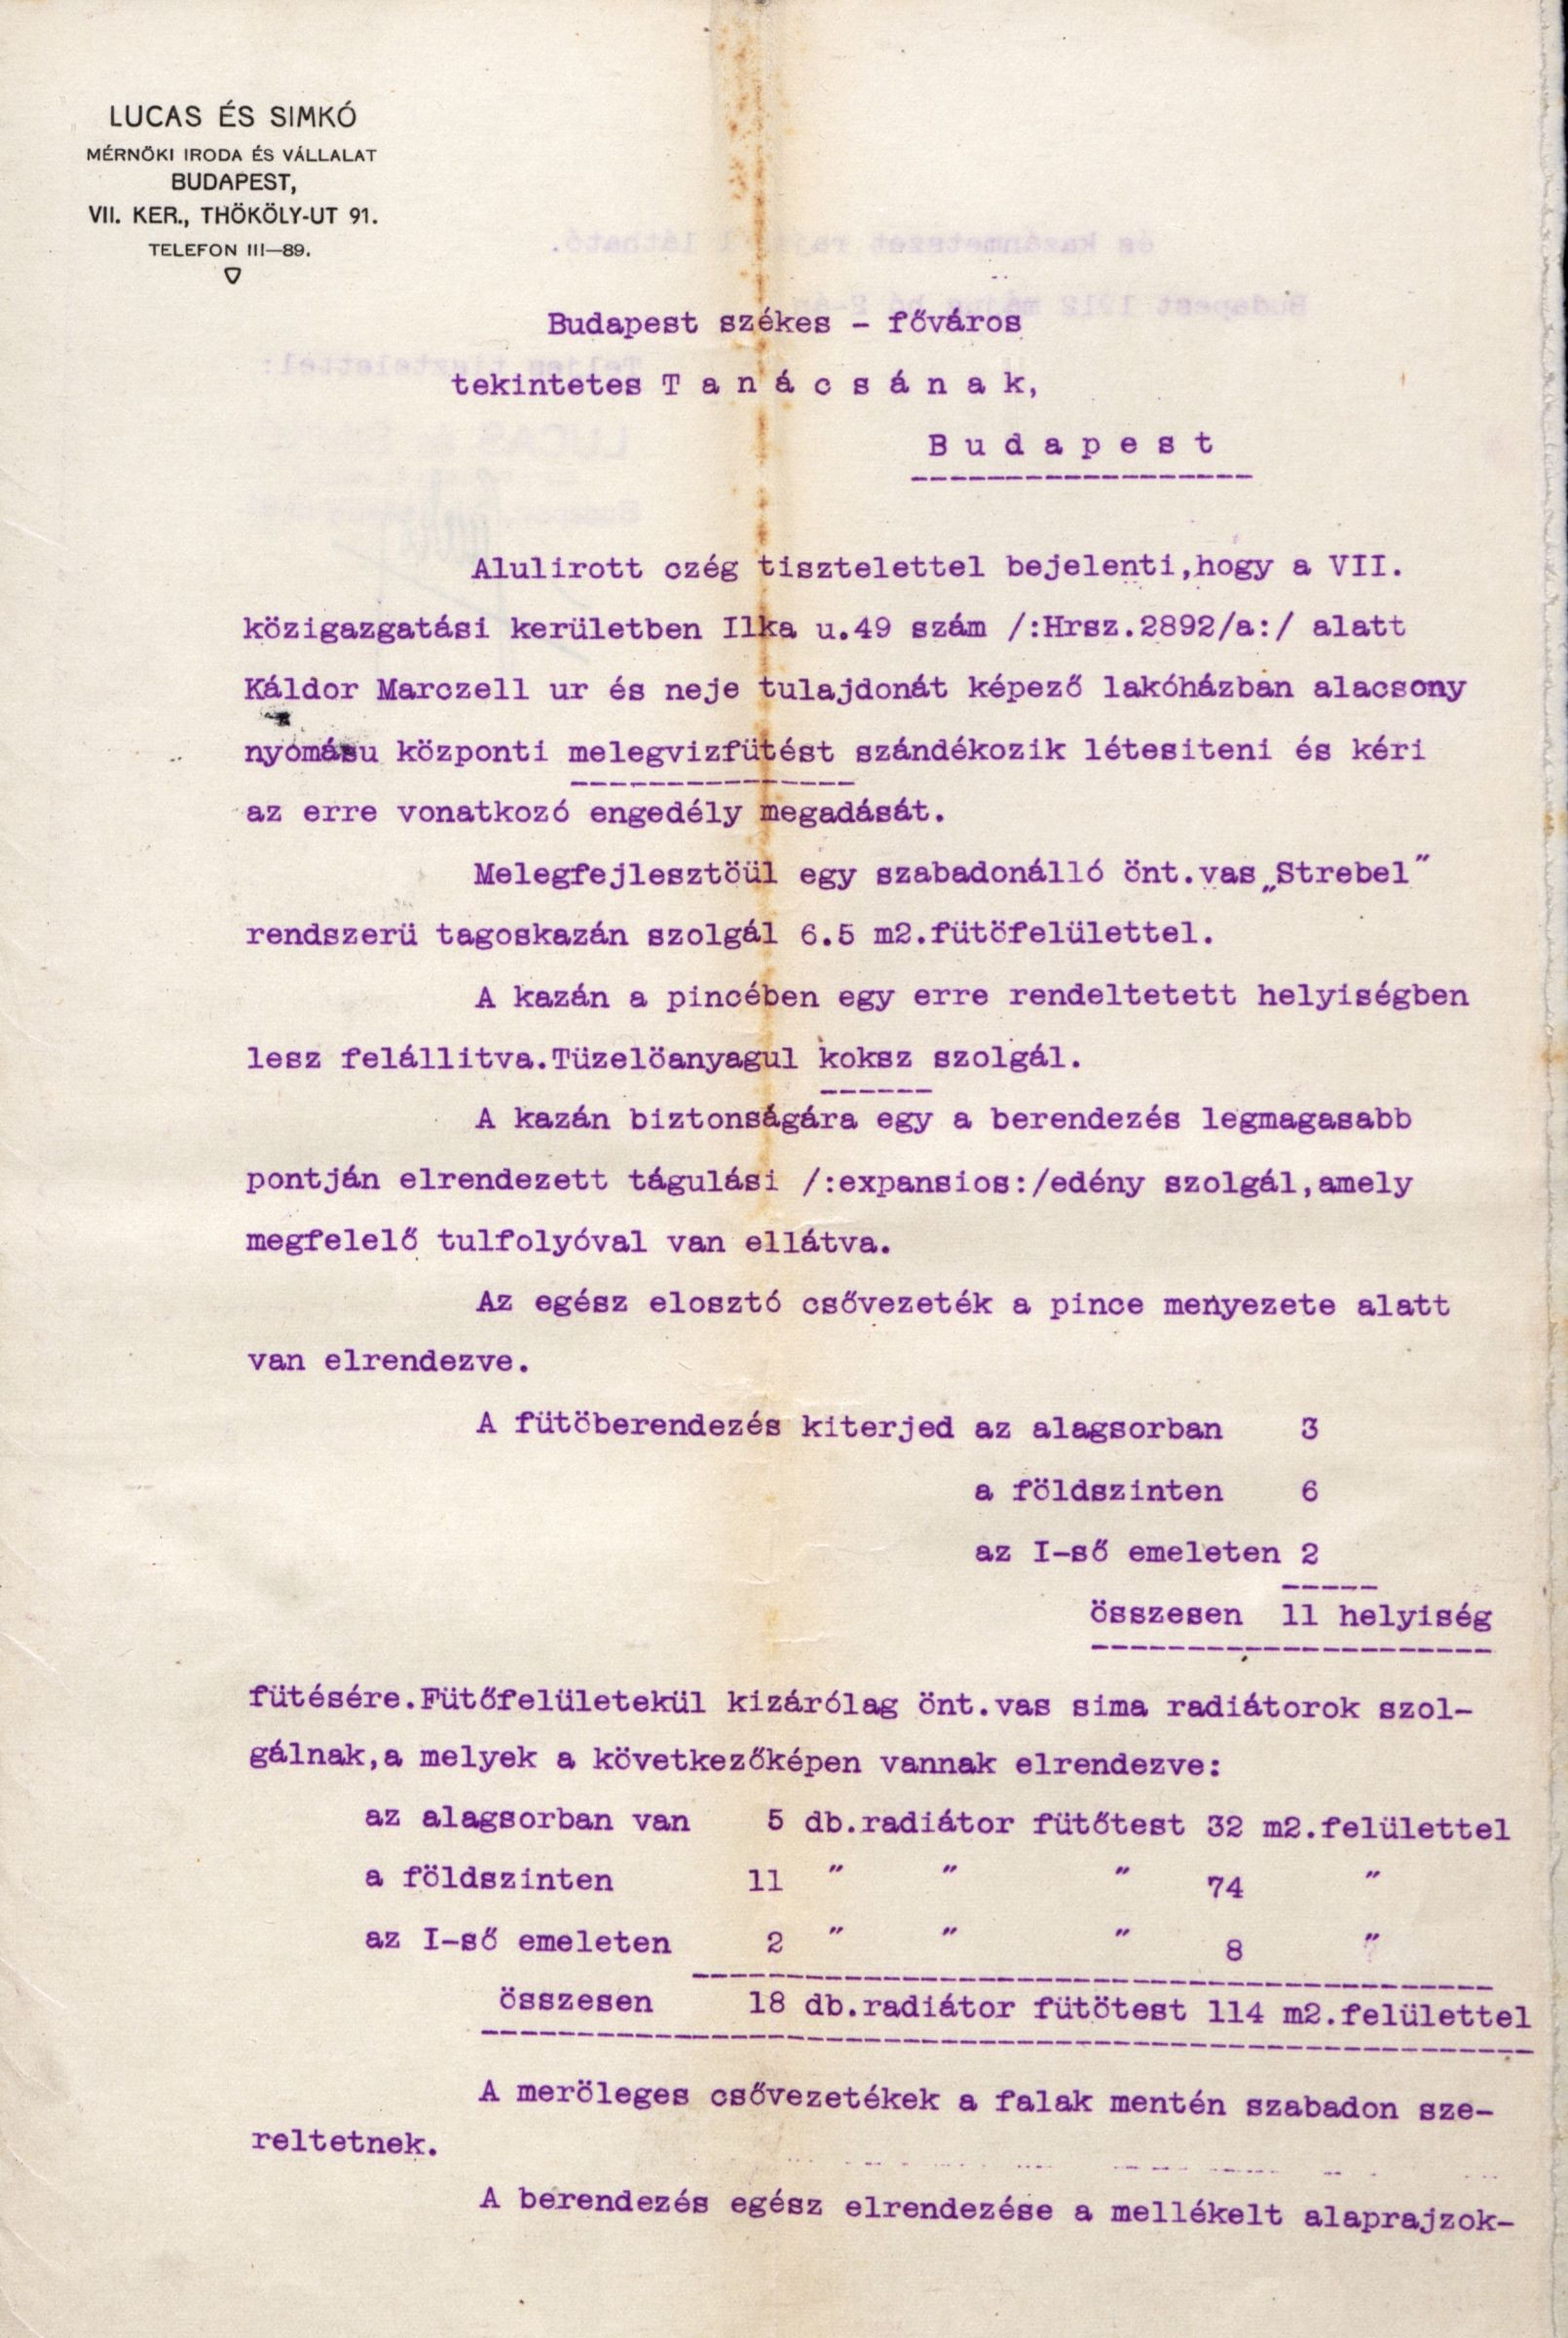 LUCAS ÉS SIMKÓ
MÉRNÖKI IRODA ÉS VÁLLALAT
BUDAPEST,
VII. KER., THÖKÖLY-UT 91.
TELEFON III—89.
Budapest székes - főváros
tekintetes T a n á c s á n a k,
B u d a p e s t
Alulirott czég tisztelettel bejelenti,hogy a VII.
közigazgatási kerületben Ilka u.49 szám /:Hrsz.2892/a:/ alatt
Káldor Marczell ur és neje tulajdonát képező lakóházban alacsony
nyomásu központi melegvizfütést szándékozik létesiteni és kéri
az erre vonatkozó engedély megadását.
Melegfejlesztöül egy szabadonálló önt.vas „Strebel"
rendszerü tagoskazán szolgál 6.5 m2.fütöfelülettel.
A kazán a pincében egy erre rendeltetett helyiségben
lesz felállitva.Tüzelöanyagul koksz szolgál.
A kazán biztonságára egy a berendezés legmagasabb
pontján elrendezett tágulási /:expansios:/edény szolgál,amely
megfelelő tulfolyóval van ellátva.
Az egész elosztó csővezeték a pince menyezete alatt
van elrendezve.
A fütöberendezés kiterjed az alagsorban 3
a földszinten 6
az I-ső emeleten 2
összesen 11 helyiség
fütésére.Fütőfelületekül kizárólag önt.vas sima radiátorok szol-
gálnak,a melyek a következőképen vannak elrendezve:
az alagsorban van 5 db.radiátor fütőtest 32 m2.felülettel
a földszinten 11 " " " 74 "
az I-ső emeleten 2 " " " 8 "
összesen 18 db.radiátor fütötest 114 m2.felülettel
A meröleges csővezetékek a falak mentén szabadon sze-
reltetnek.
A berendezés egész elrendezése a mellékelt alaprajzok-